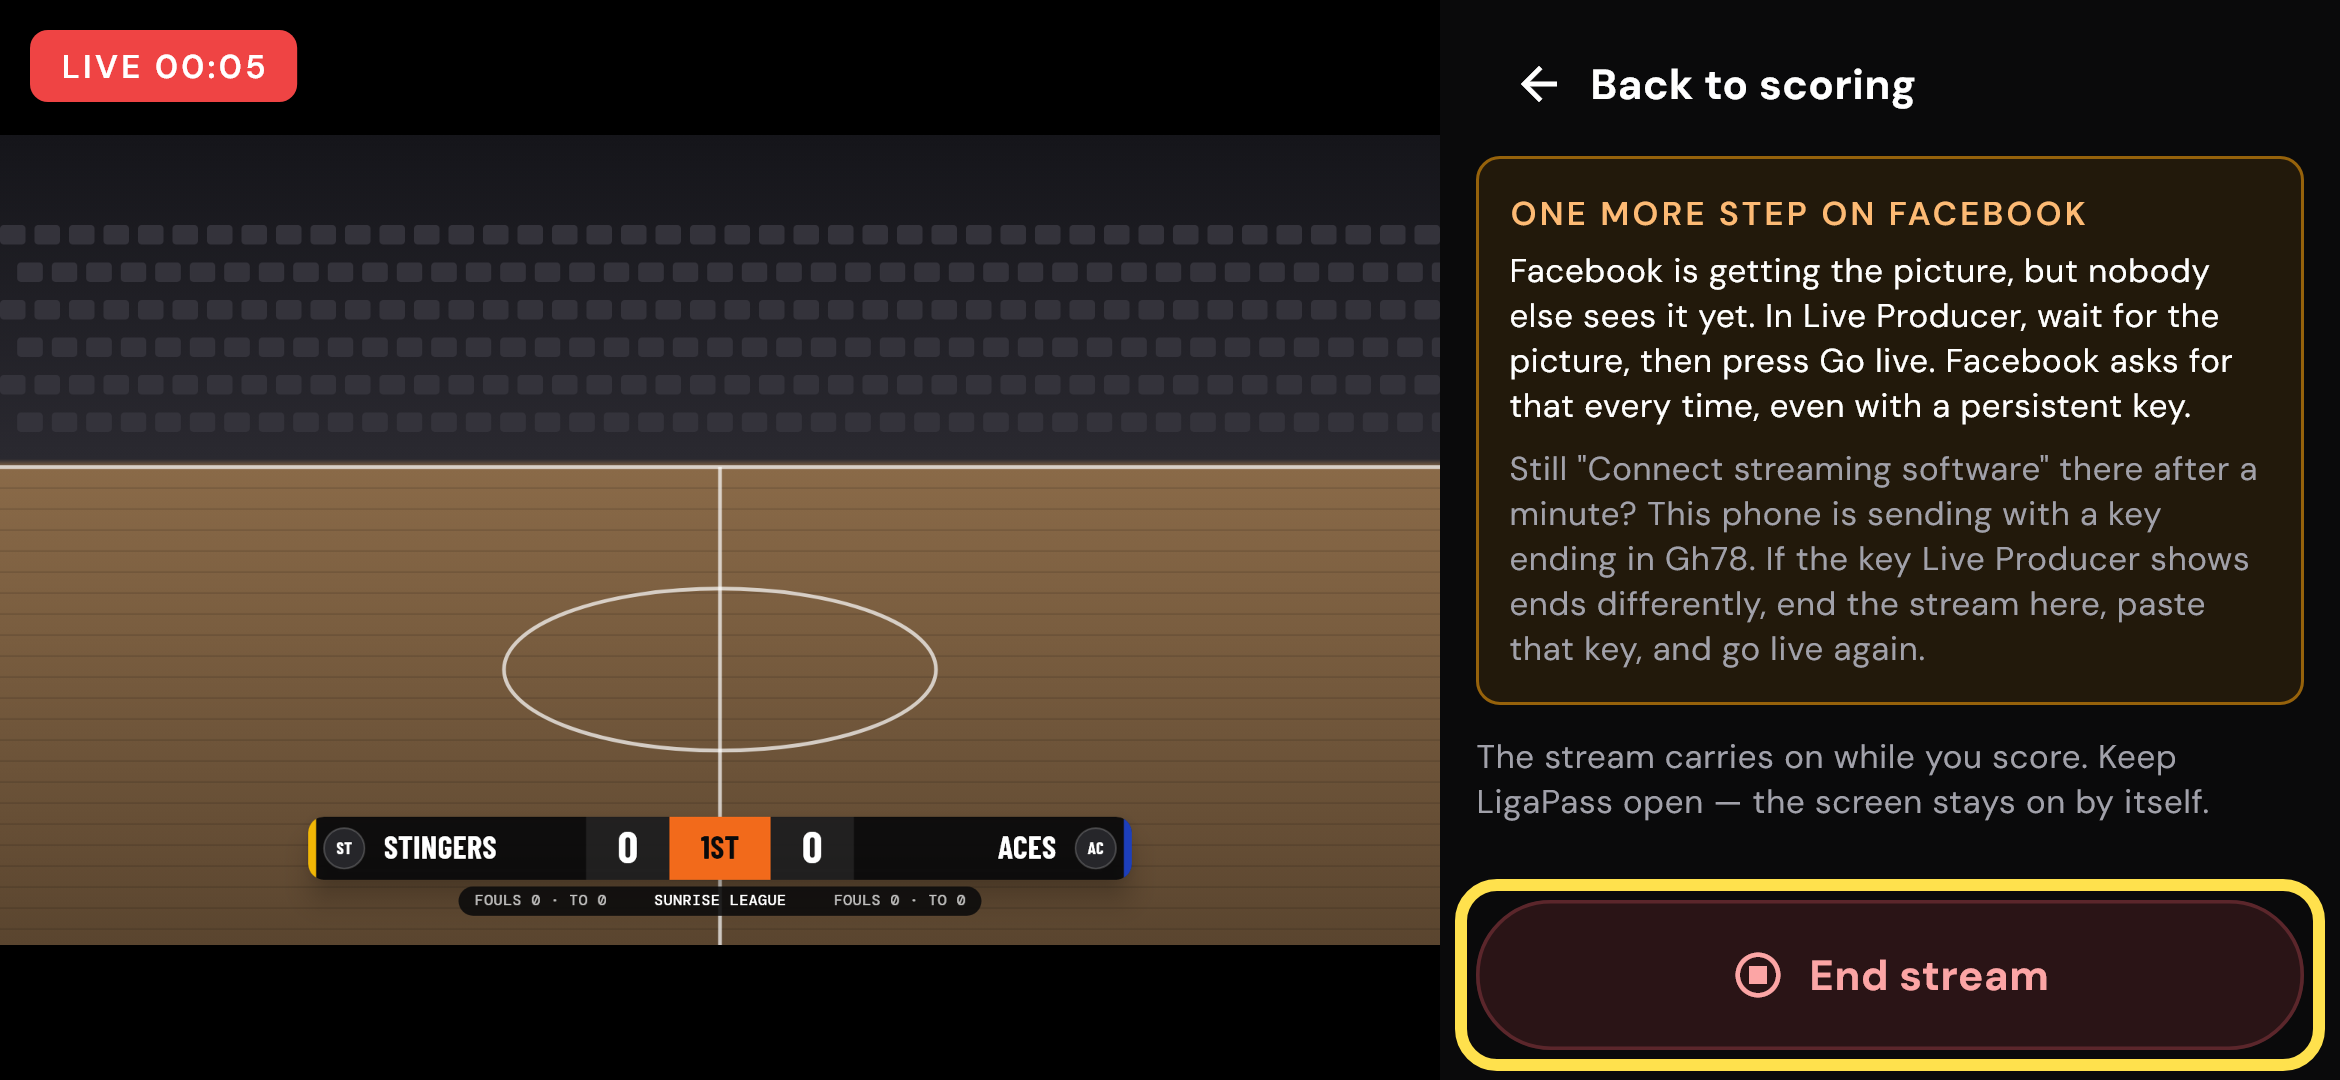 LIVE 00:05
Back to scoring
ONE MORE STEP ON FACEBOOK
Facebook is getting the picture, but nobody
else sees it yet. In Live Producer, wait for the
picture, then press Go live. Facebook asks for
that every time, even with a persistent key.
Still "Connect streaming software" there after a
minute? This phone is sending with a key
ending in Gh78. If the key Live Producer shows
ends differently, end the stream here, paste
that key, and go live again.
The stream carries on while you score. Keep
LigaPass open — the screen stays on by itself.
ST STINGERS 0 1ST 0 ACES AC
FOULS 0 · TO 0 SUNRISE LEAGUE FOULS 0 · TO 0
End stream